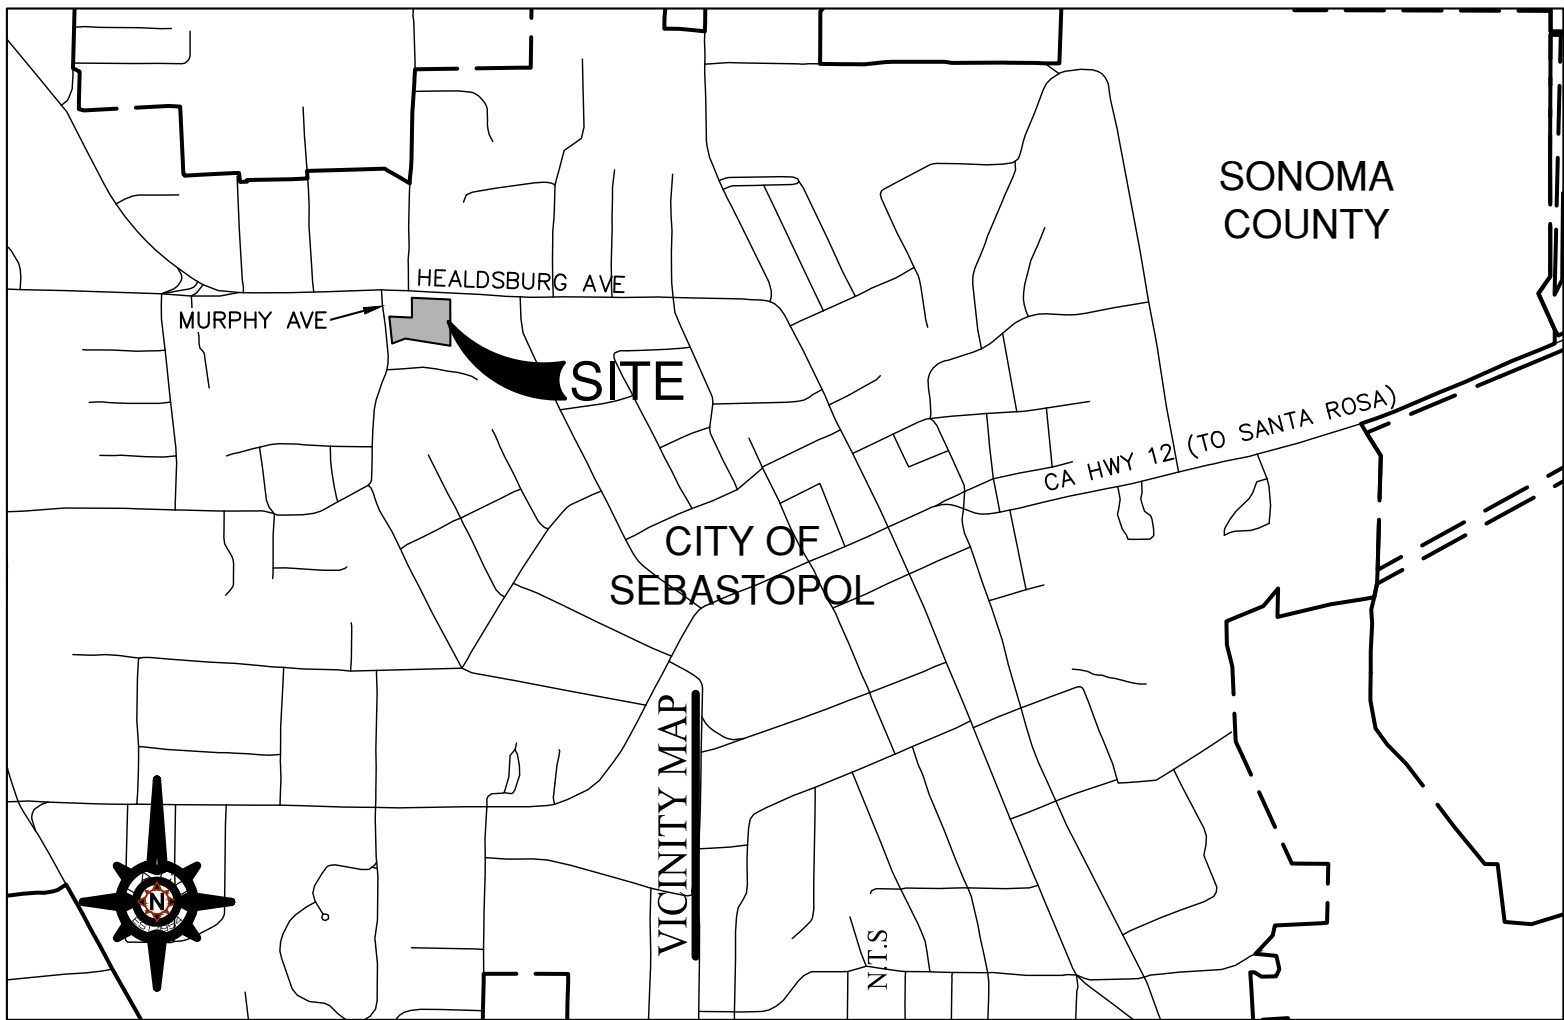 SONOMA
COUNTY
HEALDSBURG AVE
MURPHY AVE
SITE
CA HWY 12 (TO SANTA ROSA)
CITY OF
SEBASTOPOL
VICINITY MAP
N
N.T.S